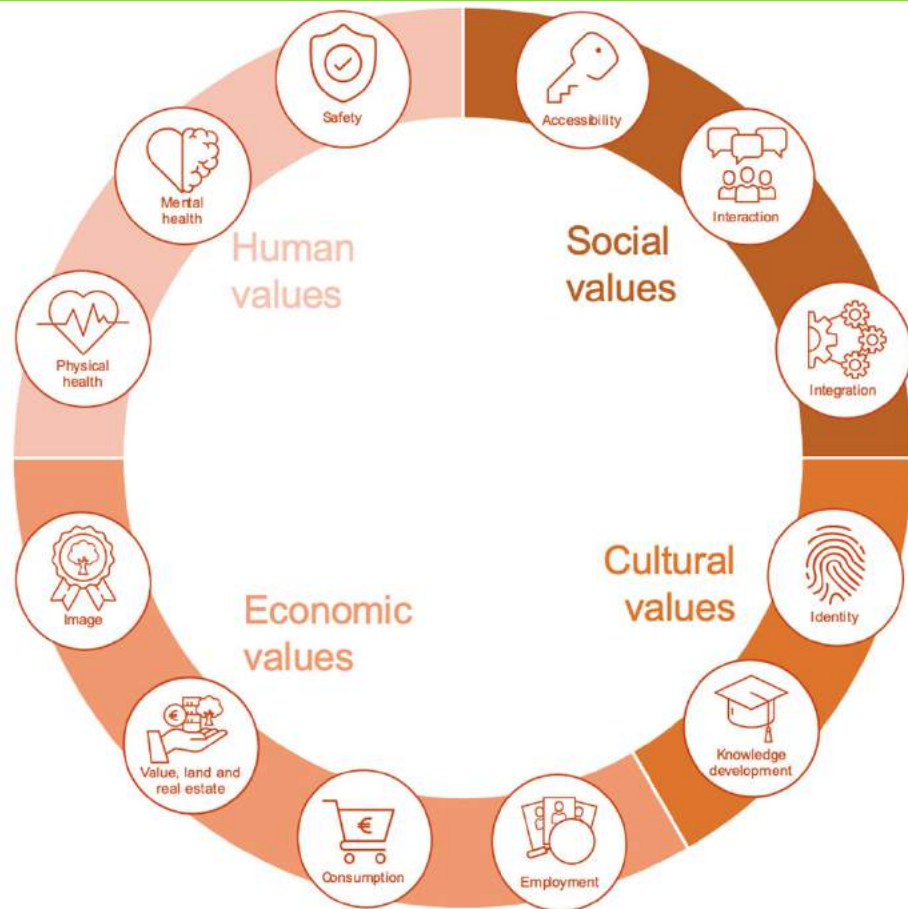 Safety
Accessibility
Mental
health
Interaction
Human
values
Social
values
Physical
health
Integration
Image
Economic
values
Cultural
values
Identity
Value, land and
real estate
€
Knowledge
development
Consumption
€
Employment